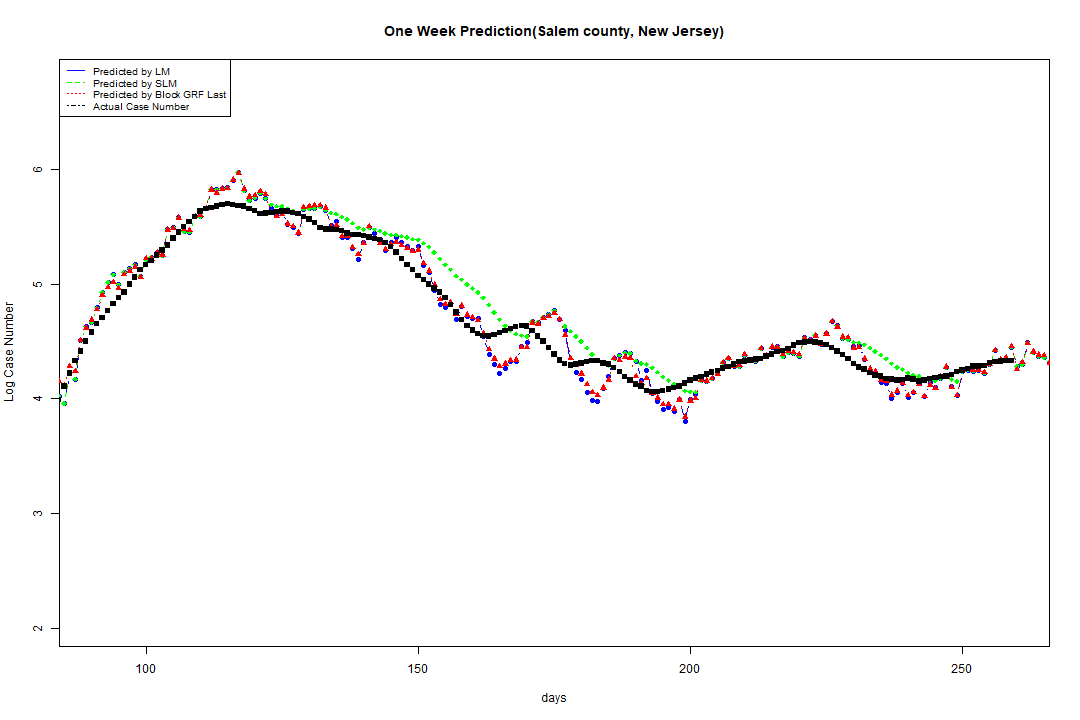 One Week Prediction(Salem county, New Jersey)
Predicted by LM
Predicted by SLM
Predicted by Block GRF Last
Actual Case Number
6
5
4
3
2
Log Case Number
100 150 200 250
days